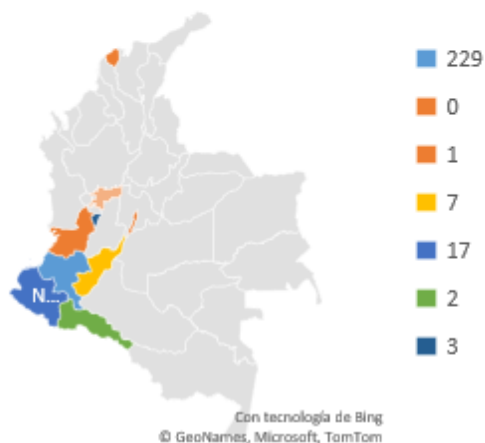 229
0
1
7
17
2
3
N...
Con tecnología de Bing
© GeoNames, Microsoft, TomTom